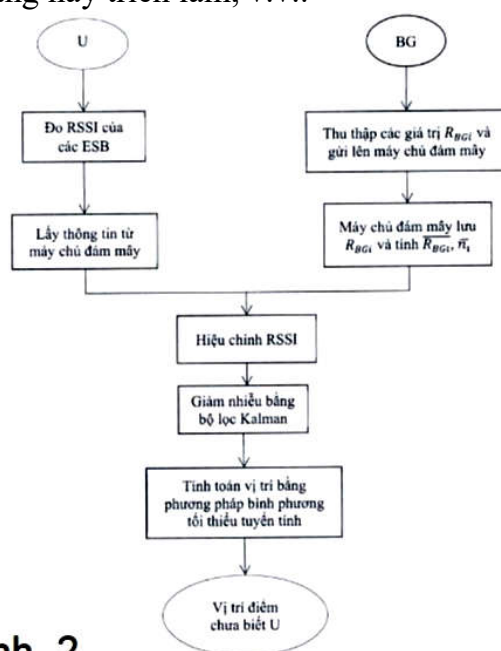 U
BG
Đo RSSI của
các ESB
Thu thập các giá trị R_BGi và
gửi lên máy chủ đám mây
Lấy thông tin từ
máy chủ đám mây
Máy chủ đám mây lưu
R_BGi và tính R̅_BGi, n̅_i
Hiệu chỉnh RSSI
Giảm nhiễu bằng
bộ lọc Kalman
Tính toán vị trí bằng
phương pháp bình phương
tối thiểu tuyến tính
Vị trí điểm
chưa biết U